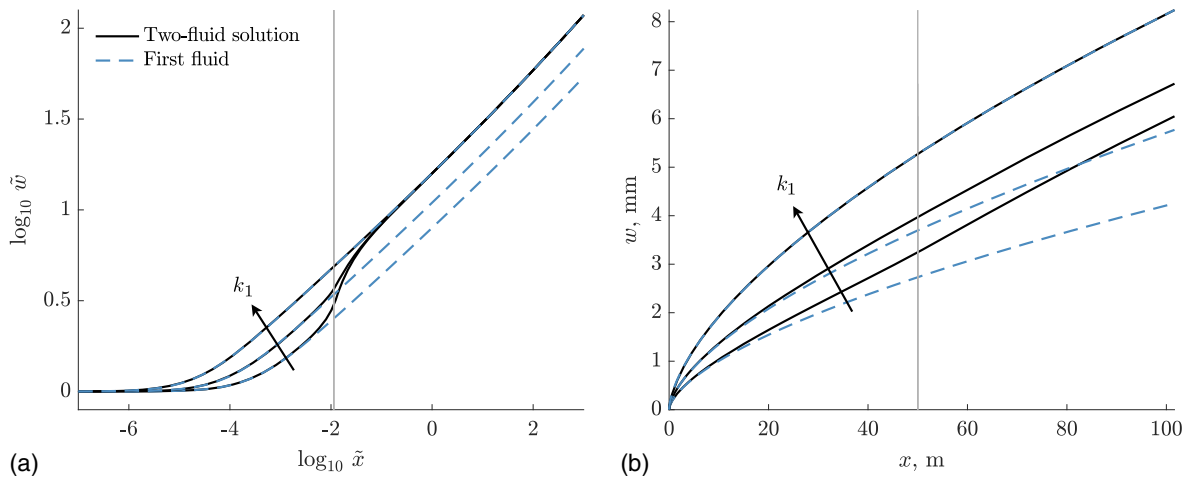 2
1.5
1
0.5
0
log₁₀ w̃
Two-fluid solution
First fluid
k₁
-6 -4 -2 0 2
log₁₀ x̃
(a)
8
7
6
5
4
3
2
1
0
w, mm
k₁
0 20 40 60 80 100
x, m
(b)